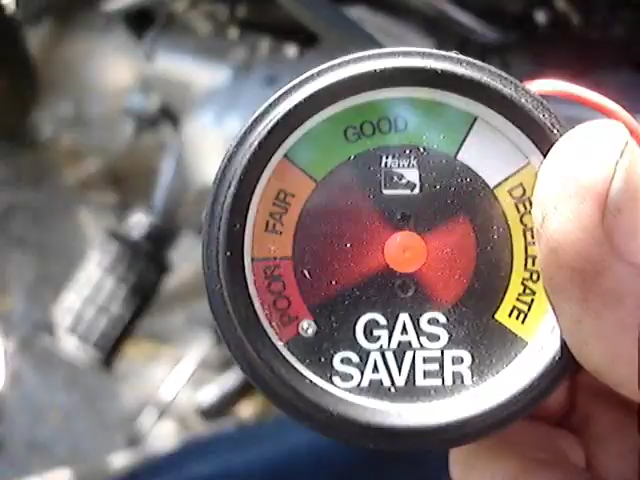 GOOD
Hawk
FAIR
DECELERATE
POOR
GAS
SAVER